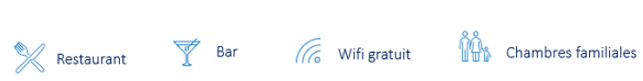 Restaurant
Bar
Wifi gratuit
Chambres familiales